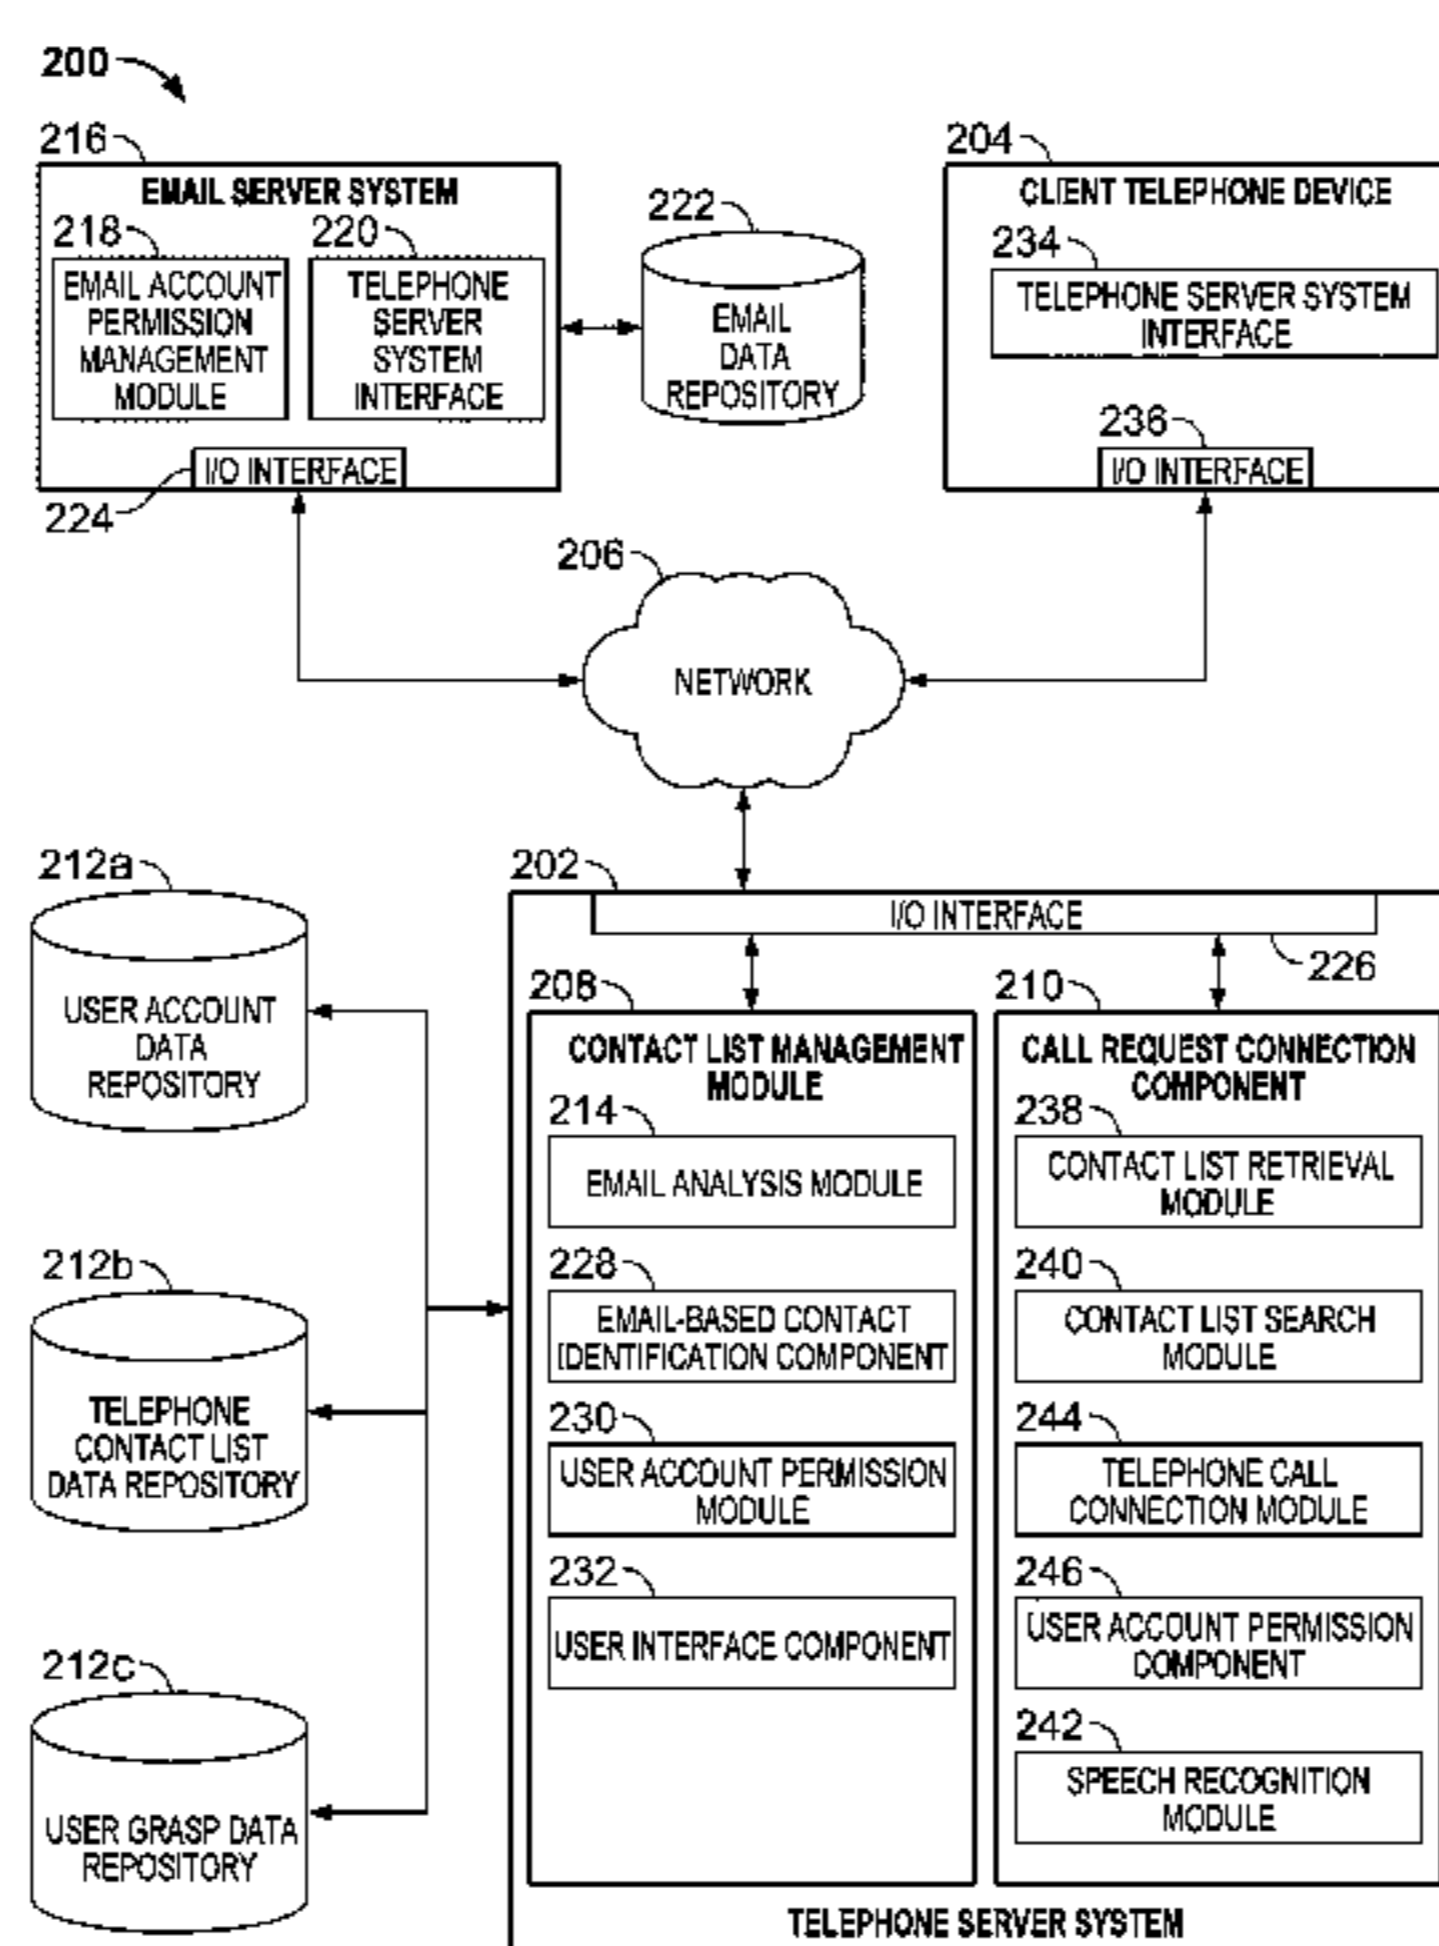 200
216
EMAIL SERVER SYSTEM
218
EMAIL ACCOUNT
PERMISSION
MANAGEMENT
MODULE
220
TELEPHONE
SERVER
SYSTEM
INTERFACE
I/O INTERFACE
224
222
EMAIL
DATA
REPOSITORY
204
CLIENT TELEPHONE DEVICE
234
TELEPHONE SERVER SYSTEM
INTERFACE
236
I/O INTERFACE
206
NETWORK
212a
USER ACCOUNT
DATA
REPOSITORY
212b
TELEPHONE
CONTACT LIST
DATA REPOSITORY
212c
USER GRASP DATA
REPOSITORY
202
I/O INTERFACE
226
208
CONTACT LIST MANAGEMENT
MODULE
214
EMAIL ANALYSIS MODULE
228
EMAIL-BASED CONTACT
IDENTIFICATION COMPONENT
230
USER ACCOUNT PERMISSION
MODULE
232
USER INTERFACE COMPONENT
210
CALL REQUEST CONNECTION
COMPONENT
238
CONTACT LIST RETRIEVAL
MODULE
240
CONTACT LIST SEARCH
MODULE
244
TELEPHONE CALL
CONNECTION MODULE
246
USER ACCOUNT PERMISSION
COMPONENT
242
SPEECH RECOGNITION
MODULE
TELEPHONE SERVER SYSTEM